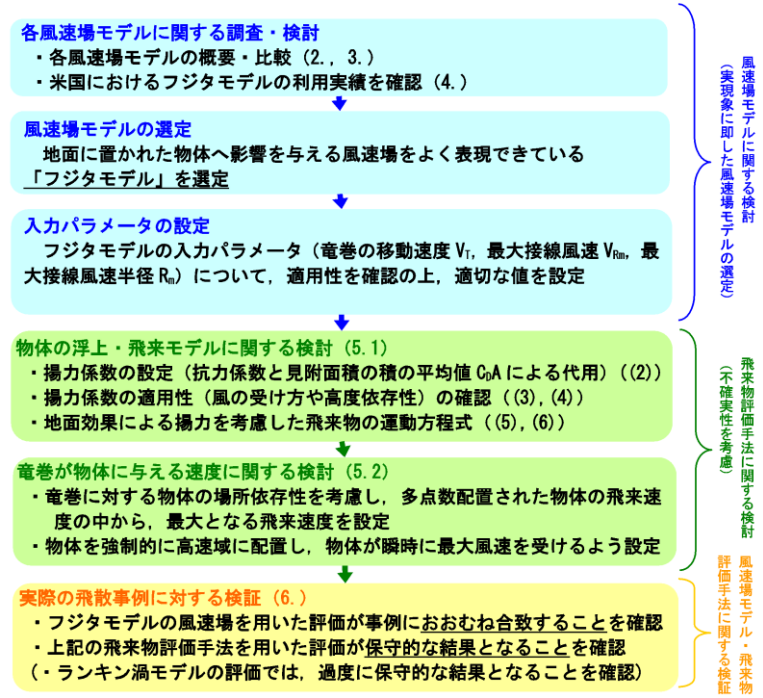 各風速場モデルに関する調査・検討
・各風速場モデルの概要・比較（2.，3.）
・米国におけるフジタモデルの利用実績を確認（4.）
風速場モデルの選定
地面に置かれた物体へ影響を与える風速場をよく表現できている
「フジタモデル」を選定
入力パラメータの設定
フジタモデルの入力パラメータ（竜巻の移動速度 VT，最大接線風速 VRm，最
大接線風速半径 Rm）について，適用性を確認の上，適切な値を設定
風速場モデルに関する検討
（実現象に即した風速場モデルの選定）
物体の浮上・飛来モデルに関する検討（5.1）
・揚力係数の設定（抗力係数と見附面積の積の平均値 CDA による代用）（(2)）
・揚力係数の適用性（風の受け方や高度依存性）の確認（(3),(4)）
・地面効果による揚力を考慮した飛来物の運動方程式（(5),(6)）
竜巻が物体に与える速度に関する検討（5.2）
・竜巻に対する物体の場所依存性を考慮し，多点数配置された物体の飛来速
度の中から，最大となる飛来速度を設定
・物体を強制的に高速域に配置し，物体が瞬時に最大風速を受けるよう設定
飛来物評価手法に関する検討
（不確実性を考慮）
実際の飛散事例に対する検証（6.）
・フジタモデルの風速場を用いた評価が事例におおむね合致することを確認
・上記の飛来物評価手法を用いた評価が保守的な結果となることを確認
（・ランキン渦モデルの評価では，過度に保守的な結果となることを確認）
風速場モデル・飛来物
評価手法に関する検証